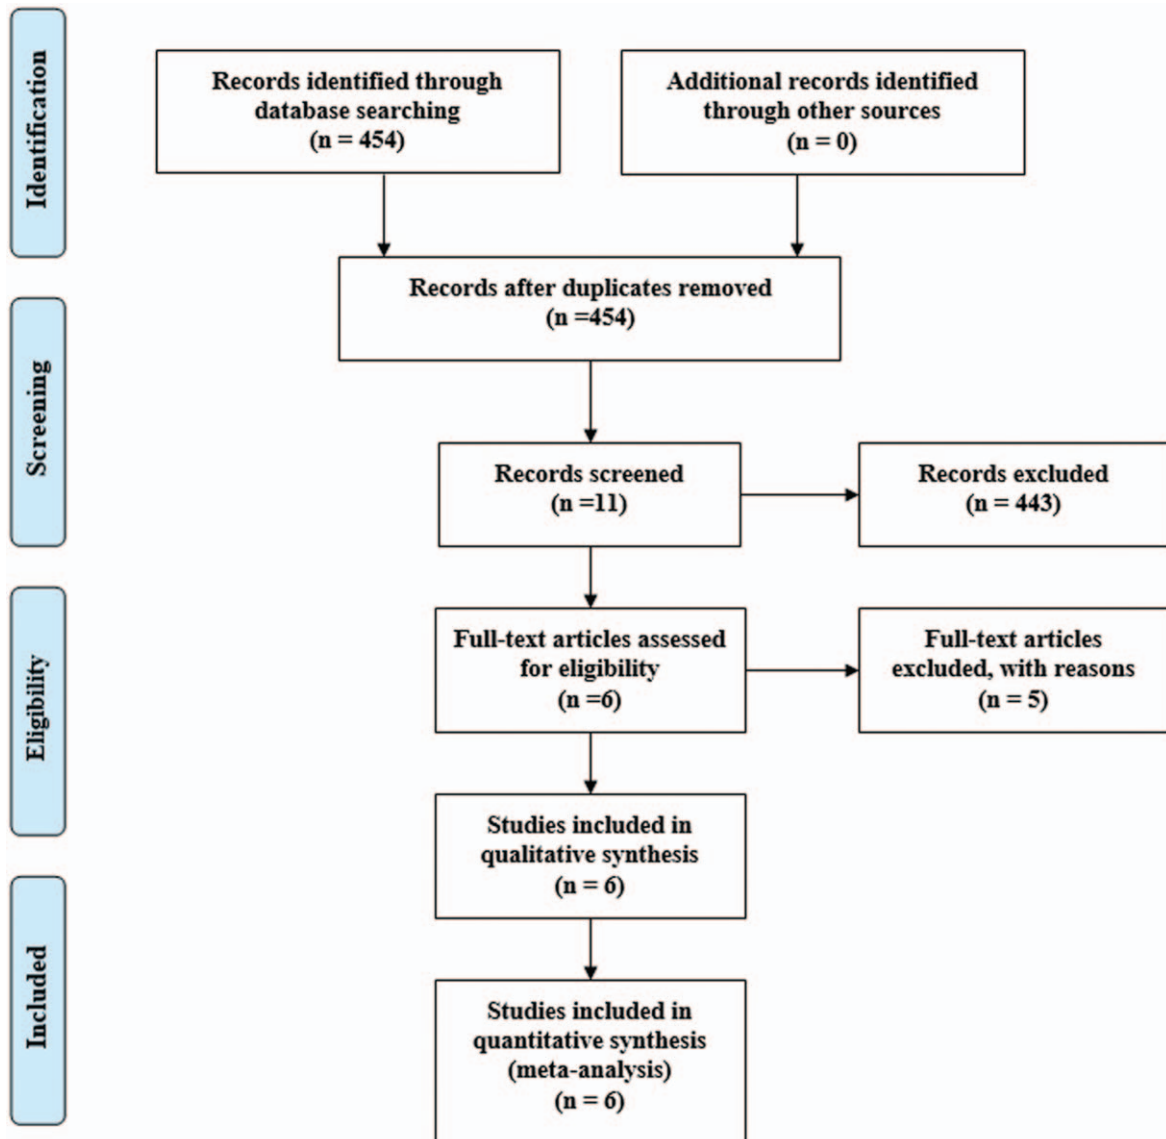 Identification
Records identified through
database searching
(n = 454)
Additional records identified
through other sources
(n = 0)
Records after duplicates removed
(n =454)
Screening
Records screened
(n =11)
Records excluded
(n = 443)
Eligibility
Full-text articles assessed
for eligibility
(n =6)
Full-text articles
excluded, with reasons
(n = 5)
Studies included in
qualitative synthesis
(n = 6)
Included
Studies included in
quantitative synthesis
(meta-analysis)
(n = 6)